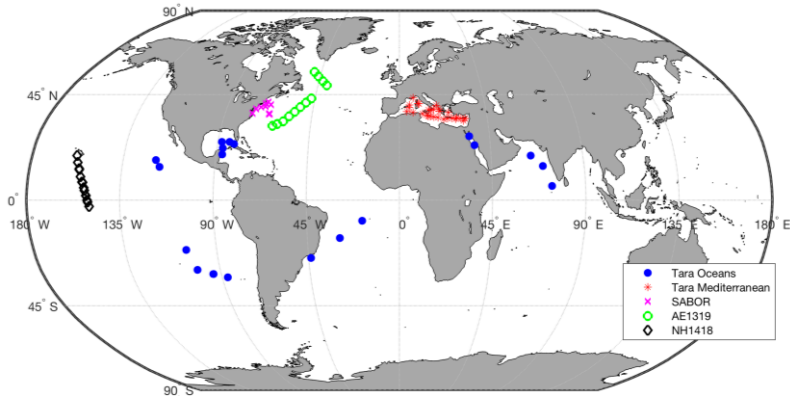 90° N
45° N
0°
180° W 135° W 90° W 45° W 0° 45° E 90° E 135° E 180° E
45° S
90° S
Tara Oceans
Tara Mediterranean
SABOR
AE1319
NH1418